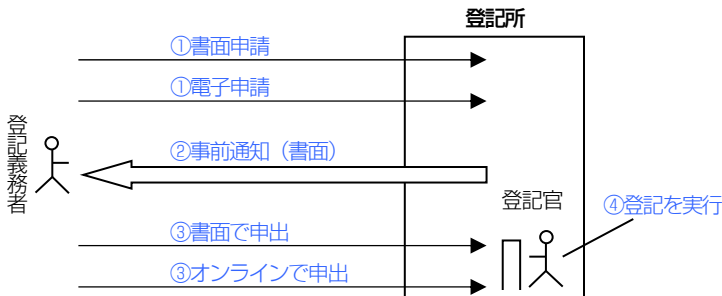 登記所
①書面申請
①電子申請
②事前通知（書面）
登記義務者
登記官
④登記を実行
③書面で申出
③オンラインで申出